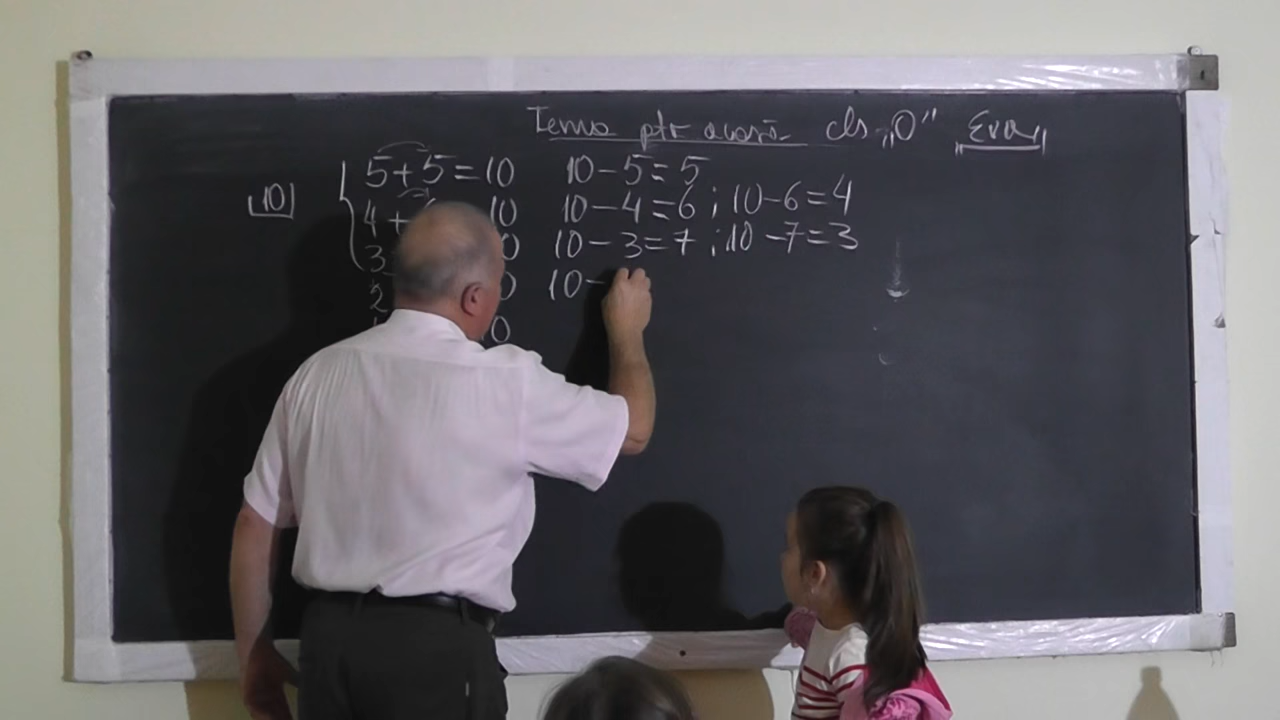 Tema ptr acasă cls „0” „Eva„
5+5=10 10-5=5
10 4+ 10 10-4=6 ; 10-6=4
3 0 10-3=7 ; 10-7=3
2 0 10-
0